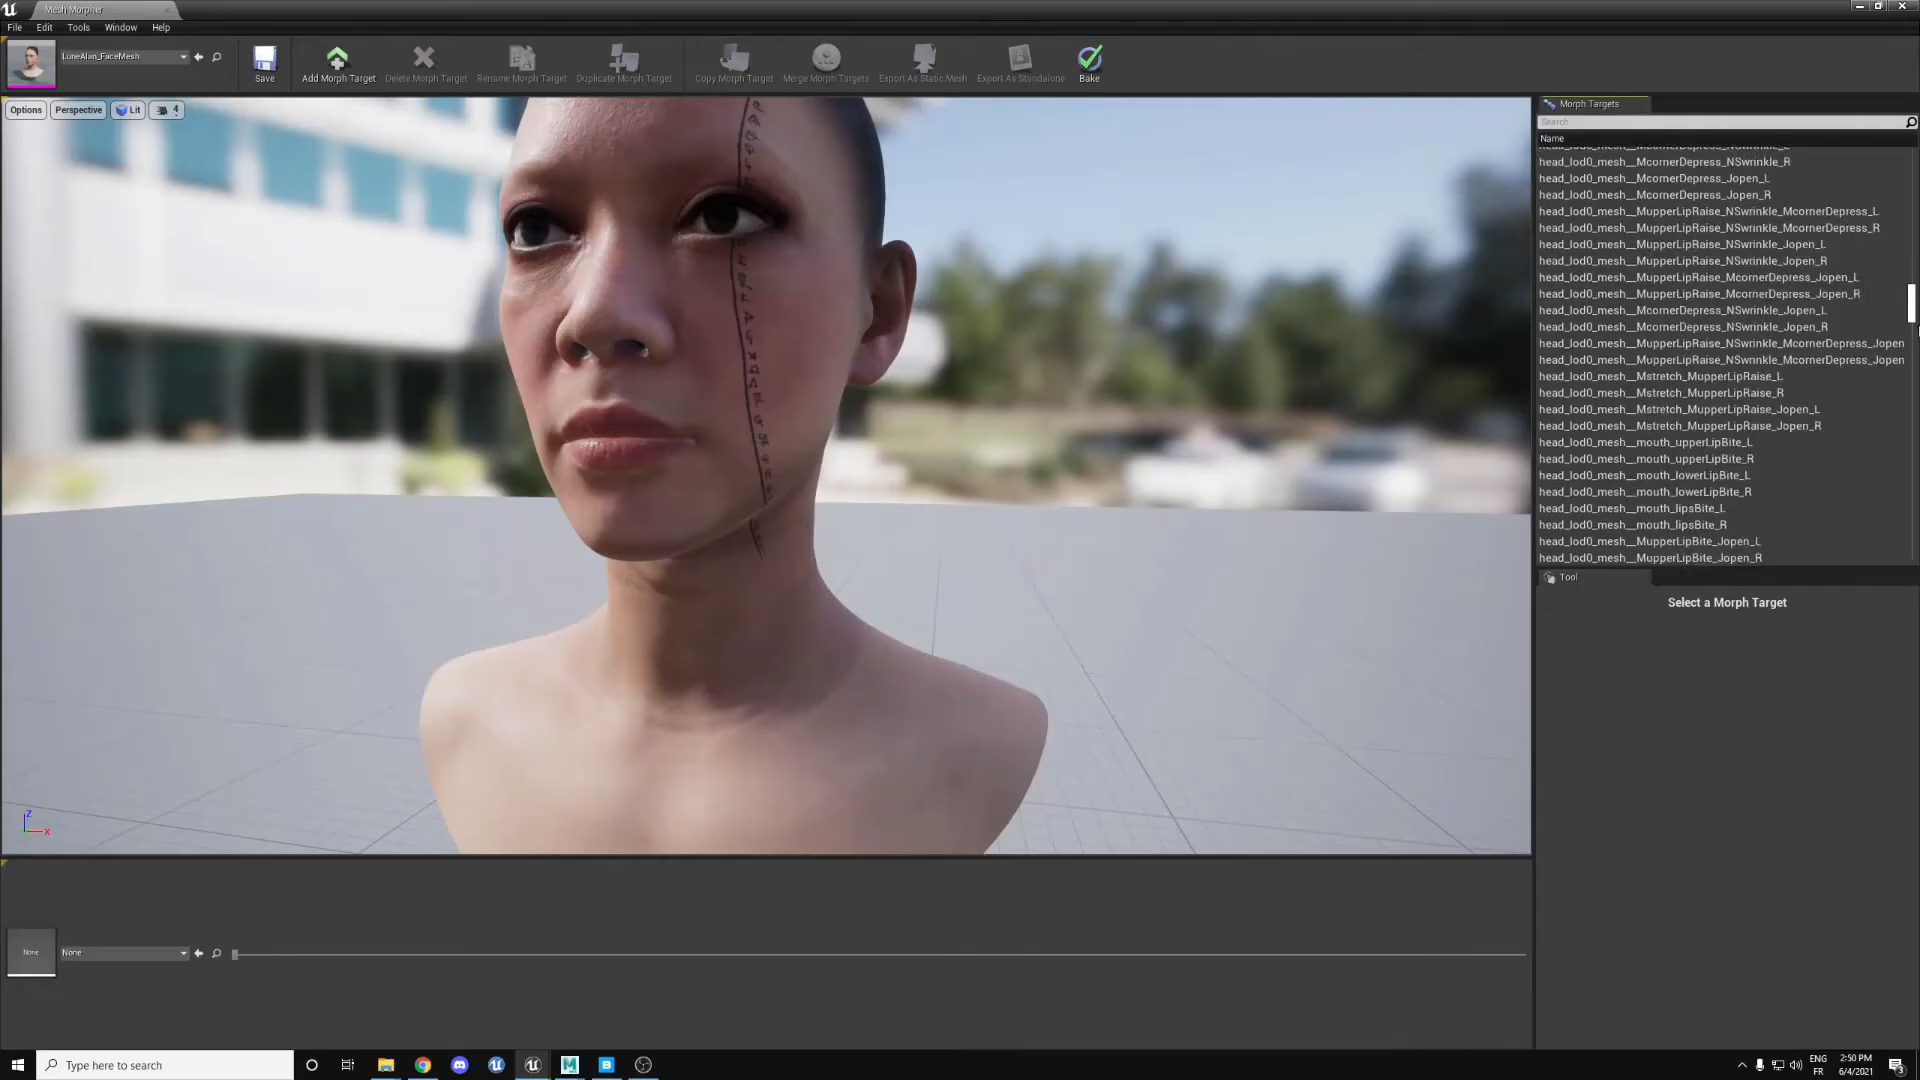 Mesh Morpher
File Edit Tools Window Help
LuneAlan_FaceMesh
Save
Add Morph Target
Delete Morph Target
Rename Morph Target
Duplicate Morph Target
Copy Morph Target
Merge Morph Targets
Export As Static Mesh
Export As Standalone
Bake
Options
Perspective
Lit
4
Morph Targets
Search
Name
head_lod0_mesh__McornerDepress_NSwrinkle_L
head_lod0_mesh__McornerDepress_NSwrinkle_R
head_lod0_mesh__McornerDepress_Jopen_L
head_lod0_mesh__McornerDepress_Jopen_R
head_lod0_mesh__MupperLipRaise_NSwrinkle_McornerDepress_L
head_lod0_mesh__MupperLipRaise_NSwrinkle_McornerDepress_R
head_lod0_mesh__MupperLipRaise_NSwrinkle_Jopen_L
head_lod0_mesh__MupperLipRaise_NSwrinkle_Jopen_R
head_lod0_mesh__MupperLipRaise_McornerDepress_Jopen_L
head_lod0_mesh__MupperLipRaise_McornerDepress_Jopen_R
head_lod0_mesh__McornerDepress_NSwrinkle_Jopen_L
head_lod0_mesh__McornerDepress_NSwrinkle_Jopen_R
head_lod0_mesh__MupperLipRaise_NSwrinkle_McornerDepress_Jopen
head_lod0_mesh__MupperLipRaise_NSwrinkle_McornerDepress_Jopen
head_lod0_mesh__Mstretch_MupperLipRaise_L
head_lod0_mesh__Mstretch_MupperLipRaise_R
head_lod0_mesh__Mstretch_MupperLipRaise_Jopen_L
head_lod0_mesh__Mstretch_MupperLipRaise_Jopen_R
head_lod0_mesh__mouth_upperLipBite_L
head_lod0_mesh__mouth_upperLipBite_R
head_lod0_mesh__mouth_lowerLipBite_L
head_lod0_mesh__mouth_lowerLipBite_R
head_lod0_mesh__mouth_lipsBite_L
head_lod0_mesh__mouth_lipsBite_R
head_lod0_mesh__MupperLipBite_Jopen_L
head_lod0_mesh__MupperLipBite_Jopen_R
Tool
Select a Morph Target
Z
X
None
None
Type here to search
ENG
FR
2:50 PM
6/4/2021
3